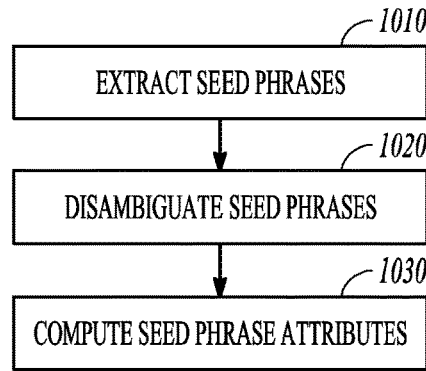 1010
EXTRACT SEED PHRASES
1020
DISAMBIGUATE SEED PHRASES
1030
COMPUTE SEED PHRASE ATTRIBUTES